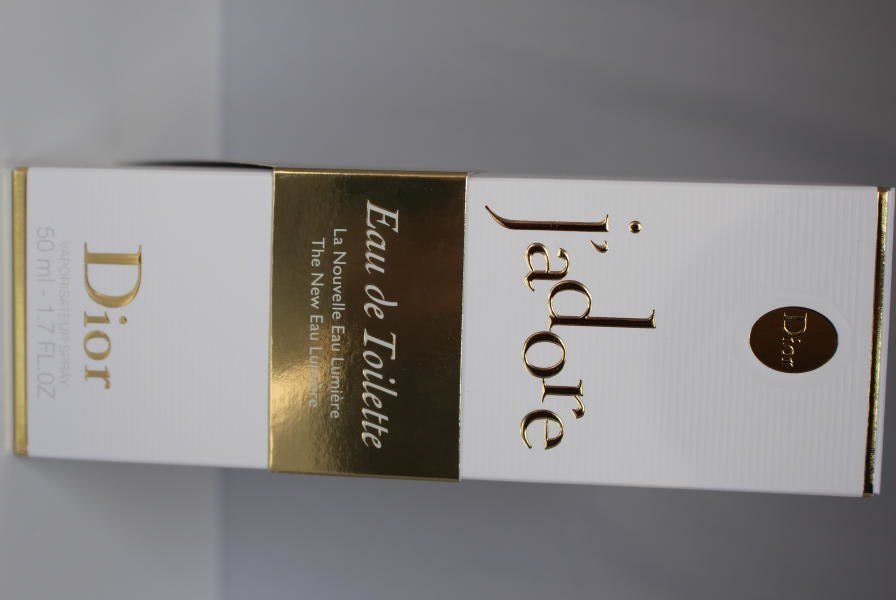 Dior
j'adore
Eau de Toilette
La Nouvelle Eau Lumière
The New Eau Lumière
Dior
VAPORISATEUR SPRAY
50 ml - 1.7 FL.OZ